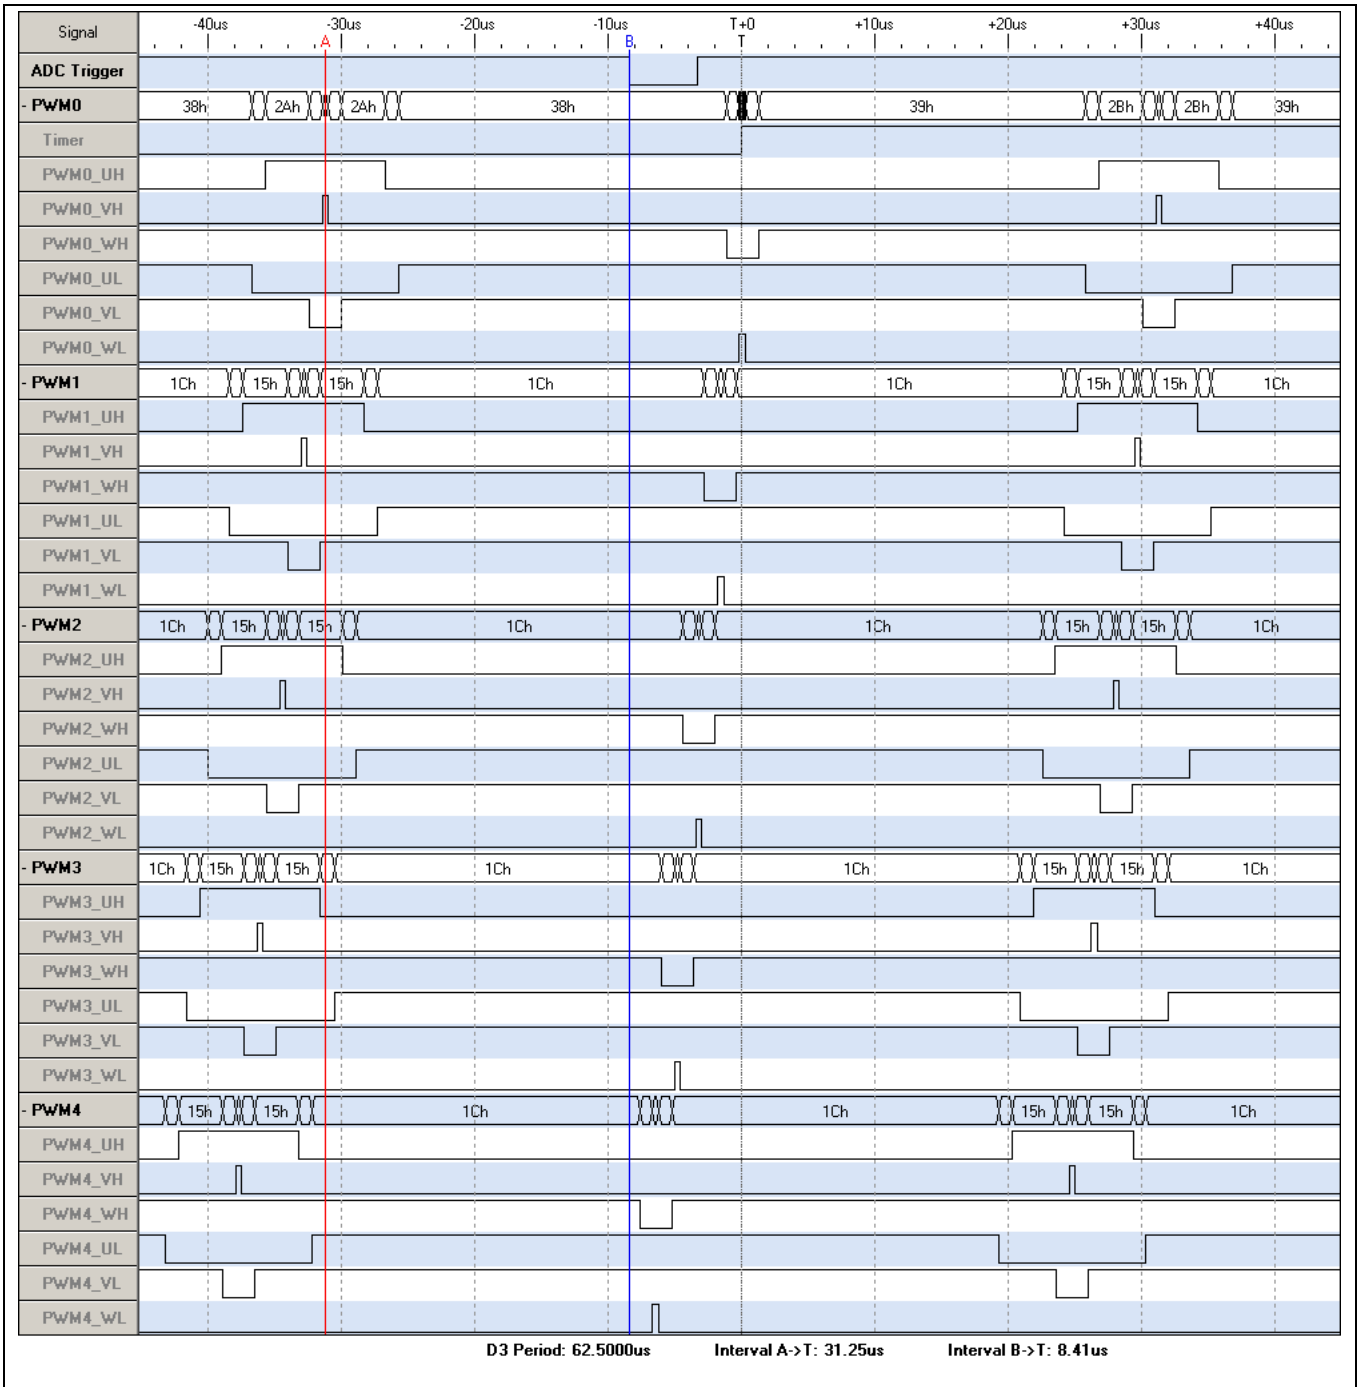 Signal -40us -30us -20us -10us T+0 +10us +20us +30us +40us
A B T
ADC Trigger
- PWM0 38h 2Ah 2Ah 38h 39h 2Bh 2Bh 39h
Timer
PWM0_UH
PWM0_VH
PWM0_WH
PWM0_UL
PWM0_VL
PWM0_WL
- PWM1 1Ch 15h 15h 1Ch 1Ch 15h 15h 1Ch
PWM1_UH
PWM1_VH
PWM1_WH
PWM1_UL
PWM1_VL
PWM1_WL
- PWM2 1Ch 15h 15h 1Ch 1Ch 15h 15h 1Ch
PWM2_UH
PWM2_VH
PWM2_WH
PWM2_UL
PWM2_VL
PWM2_WL
- PWM3 1Ch 15h 15h 1Ch 1Ch 15h 15h 1Ch
PWM3_UH
PWM3_VH
PWM3_WH
PWM3_UL
PWM3_VL
PWM3_WL
- PWM4 15h 15h 1Ch 1Ch 15h 15h 1Ch
PWM4_UH
PWM4_VH
PWM4_WH
PWM4_UL
PWM4_VL
PWM4_WL
D3 Period: 62.5000us Interval A->T: 31.25us Interval B->T: 8.41us